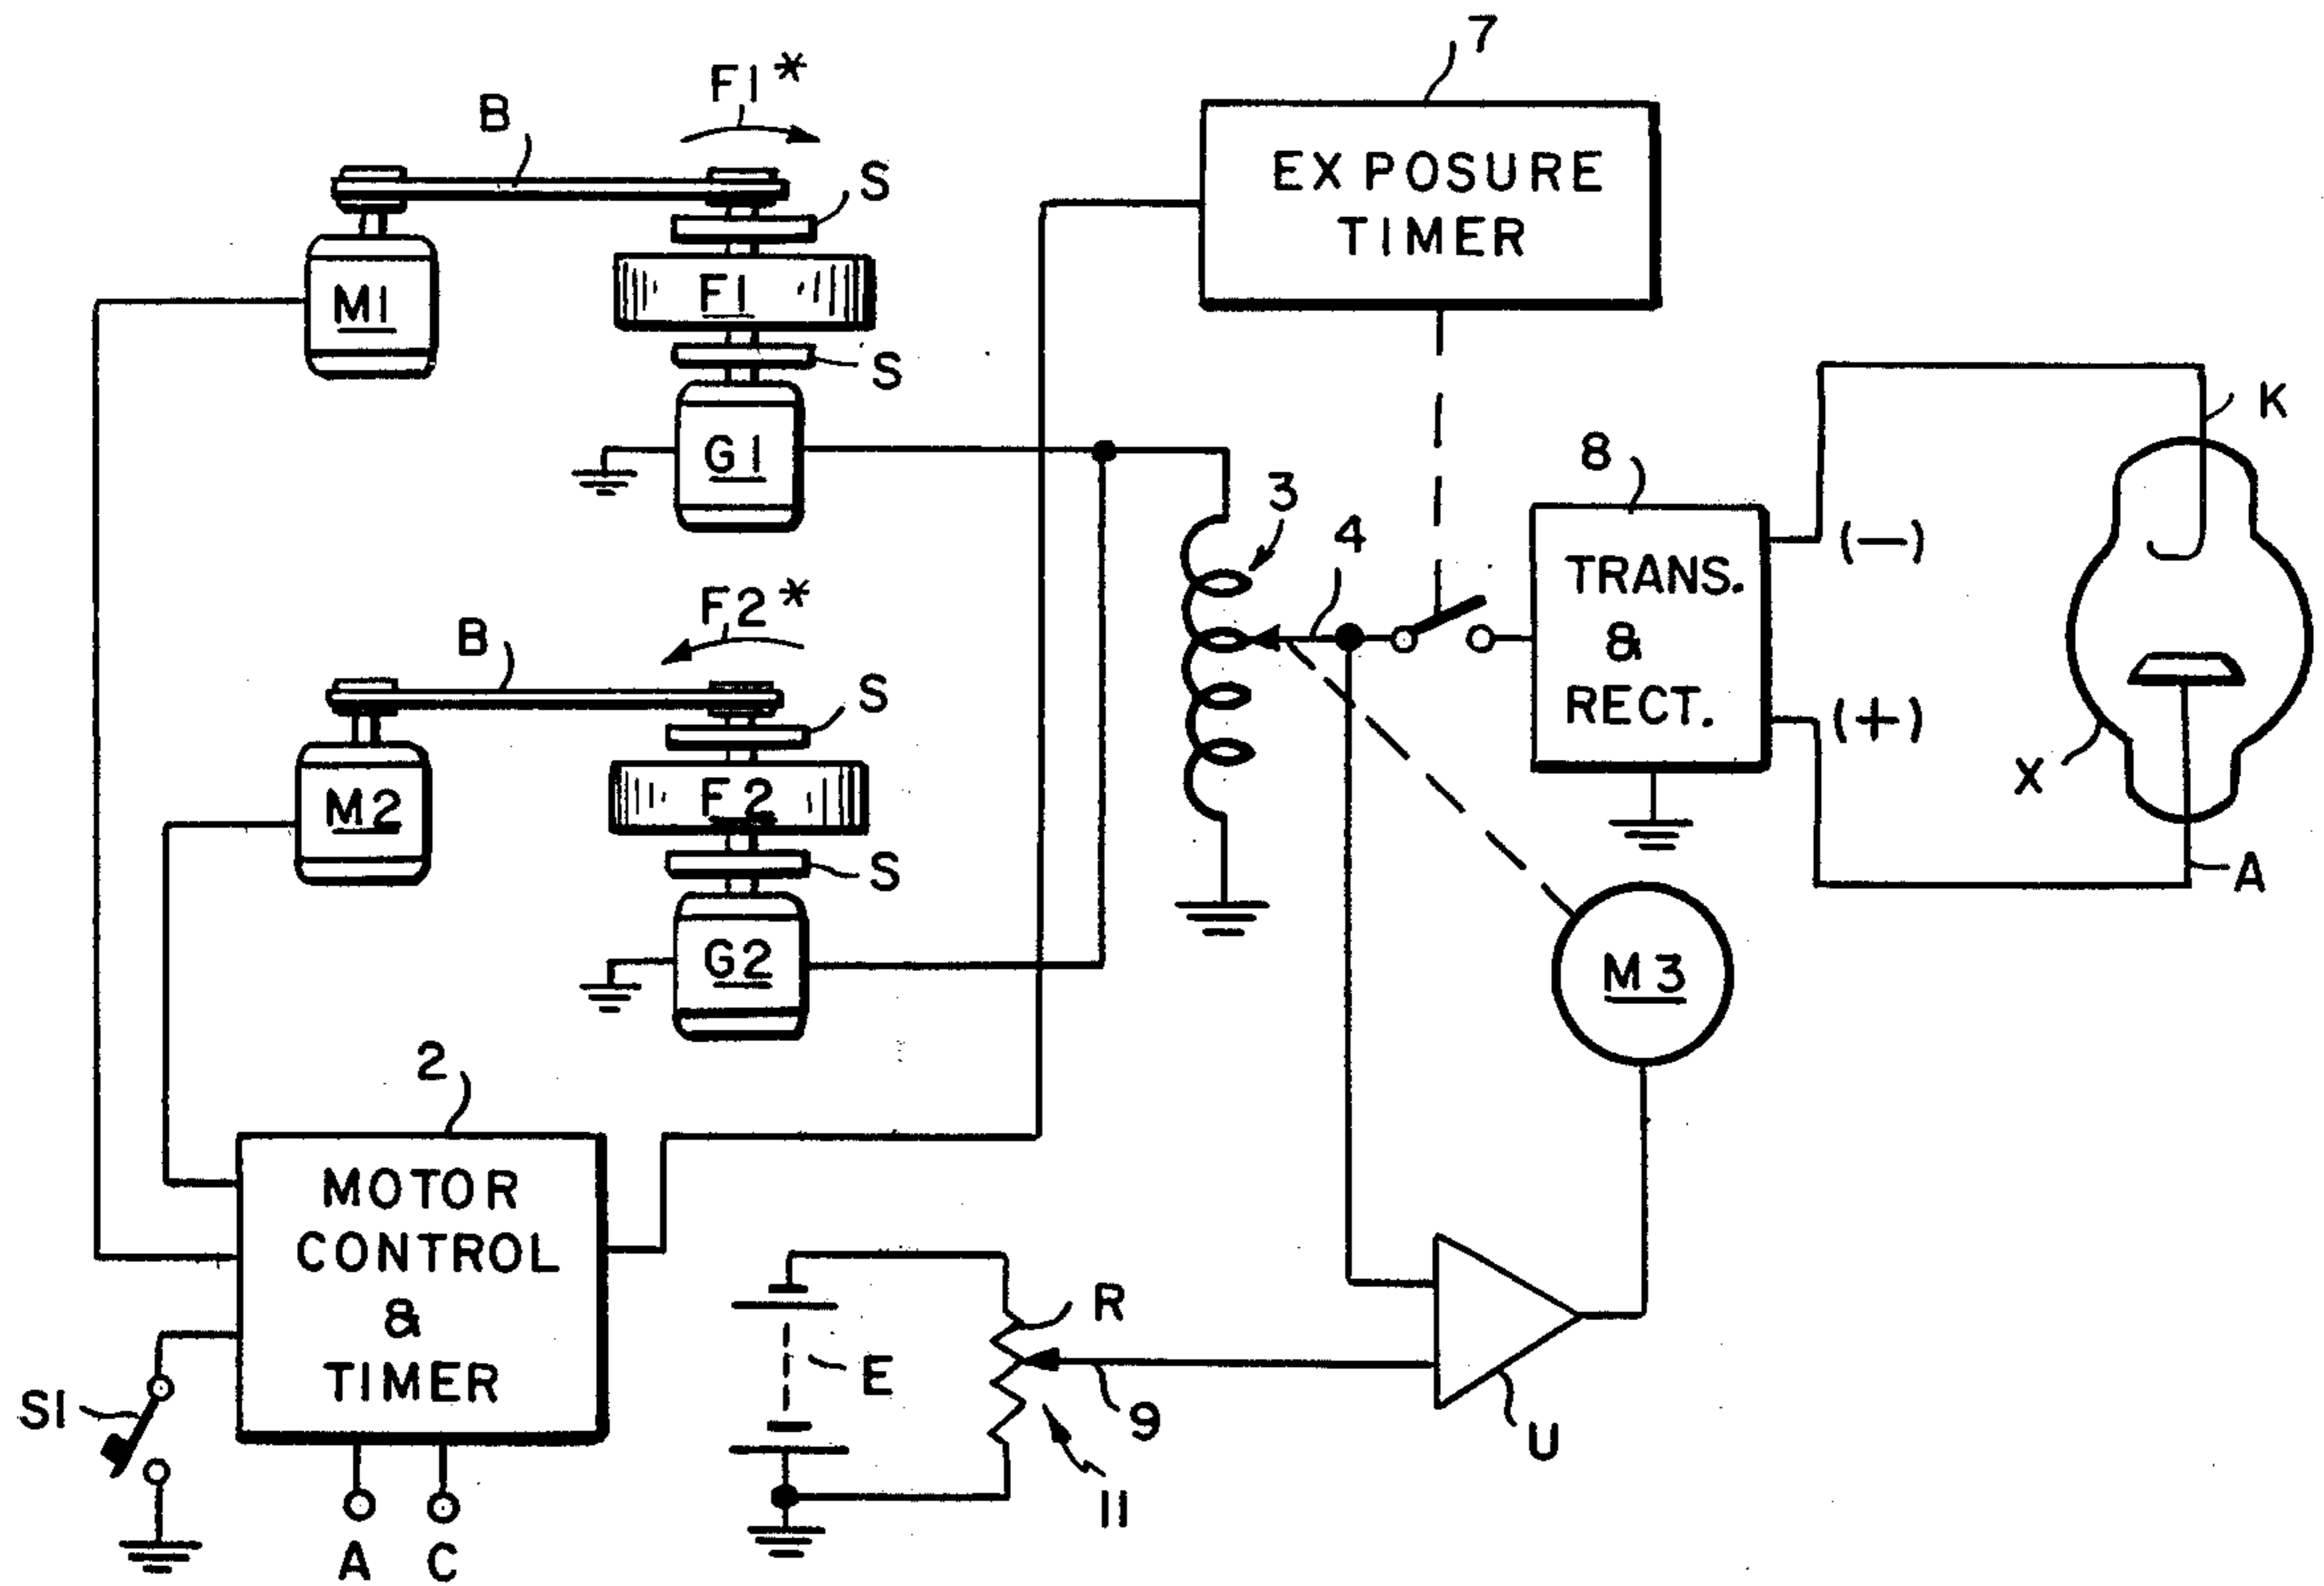 7
F1*
B
S
EXPOSURE
TIMER
M1
F1
S
K
G1
8
3
4
(—)
F2*
TRANS.
&
RECT.
B
S
(+)
X
M2
F2
S
A
G2
M3
2
MOTOR
CONTROL
&
TIMER
R
E
S1
9
U
11
A
C